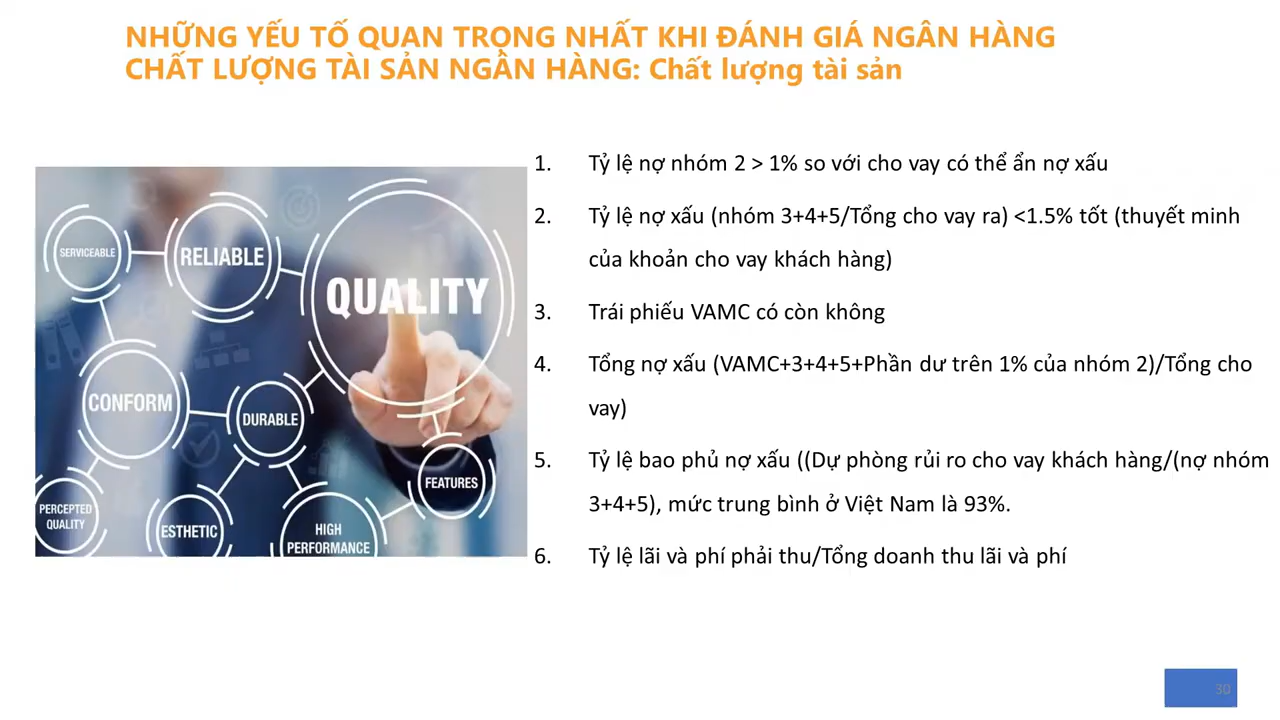 NHỮNG YẾU TỐ QUAN TRỌNG NHẤT KHI ĐÁNH GIÁ NGÂN HÀNG
CHẤT LƯỢNG TÀI SẢN NGÂN HÀNG: Chất lượng tài sản
1. Tỷ lệ nợ nhóm 2 > 1% so với cho vay có thể ẩn nợ xấu
2. Tỷ lệ nợ xấu (nhóm 3+4+5/Tổng cho vay ra) <1.5% tốt (thuyết minh
của khoản cho vay khách hàng)
3. Trái phiếu VAMC có còn không
4. Tổng nợ xấu (VAMC+3+4+5+Phần dư trên 1% của nhóm 2)/Tổng cho
vay)
5. Tỷ lệ bao phủ nợ xấu ((Dự phòng rủi ro cho vay khách hàng/(nợ nhóm
3+4+5), mức trung bình ở Việt Nam là 93%.
6. Tỷ lệ lãi và phí phải thu/Tổng doanh thu lãi và phí
SERVICEABLE
RELIABLE
QUALITY
CONFORM
DURABLE
FEATURES
PERCEPTED
QUALITY
ESTHETIC
HIGH
PERFORMANCE
30